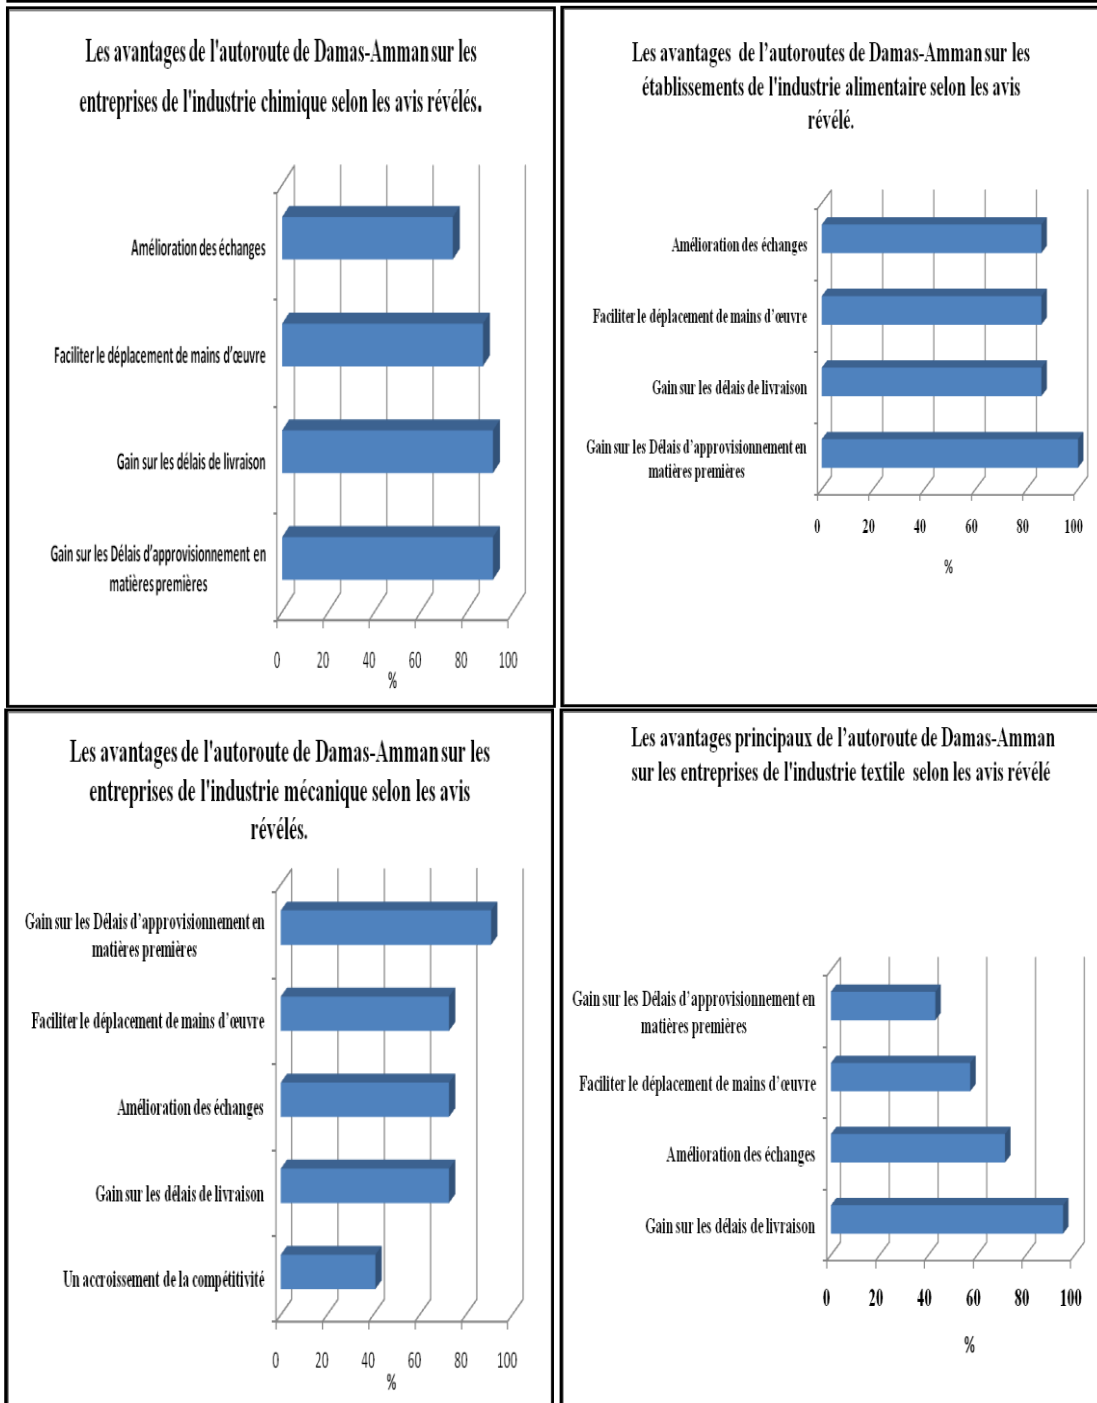 Les avantages de l'autoroute de Damas-Amman sur les
entreprises de l'industrie chimique selon les avis révélés.
Amélioration des échanges
Faciliter le déplacement de mains d'œuvre
Gain sur les délais de livraison
Gain sur les Délais d'approvisionnement en
matières premières
0 20 40 60 80 100
%
Les avantages de l'autoroutes de Damas-Amman sur les
établissements de l'industrie alimentaire selon les avis
révélé.
Amélioration des échanges
Faciliter le déplacement de mains d'œuvre
Gain sur les délais de livraison
Gain sur les Délais d'approvisionnement en
matières premières
0 20 40 60 80 100
%
Les avantages de l'autoroute de Damas-Amman sur les
entreprises de l'industrie mécanique selon les avis
révélés.
Gain sur les Délais d'approvisionnement en
matières premières
Faciliter le déplacement de mains d'œuvre
Amélioration des échanges
Gain sur les délais de livraison
Un accroissement de la compétitivité
0 20 40 60 80 100
%
Les avantages principaux de l'autoroute de Damas-Amman
sur les entreprises de l'industrie textile selon les avis révélé
Gain sur les Délais d'approvisionnement en
matières premières
Faciliter le déplacement de mains d'œuvre
Amélioration des échanges
Gain sur les délais de livraison
0 20 40 60 80 100
%